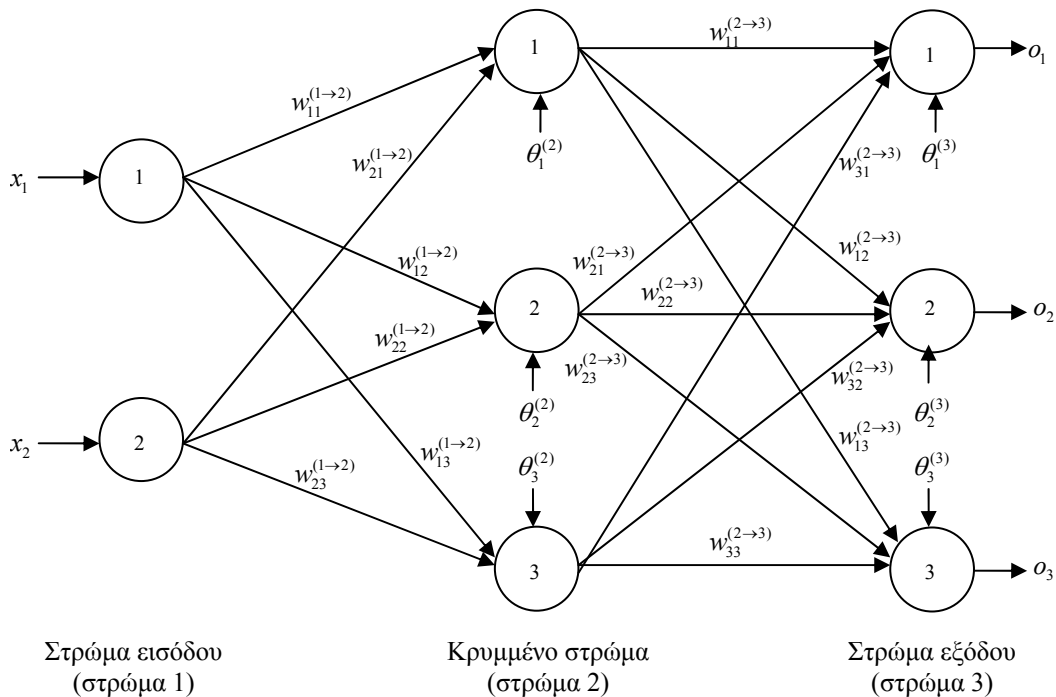 1
w₁₁^(2→3)
1
o₁
w₁₁^(1→2)
w₂₁^(1→2)
θ₁^(2)
w₃₁^(2→3)
θ₁^(3)
x₁
1
w₁₂^(1→2)
w₂₁^(2→3)
w₁₂^(2→3)
2
w₂₂^(2→3)
2
o₂
w₂₂^(1→2)
w₂₃^(2→3)
w₃₂^(2→3)
θ₂^(2)
θ₂^(3)
x₂
2
w₁₃^(1→2)
w₁₃^(2→3)
θ₃^(2)
θ₃^(3)
w₂₃^(1→2)
w₃₃^(2→3)
3
3
o₃
Στρώμα εισόδου
(στρώμα 1)
Κρυμμένο στρώμα
(στρώμα 2)
Στρώμα εξόδου
(στρώμα 3)